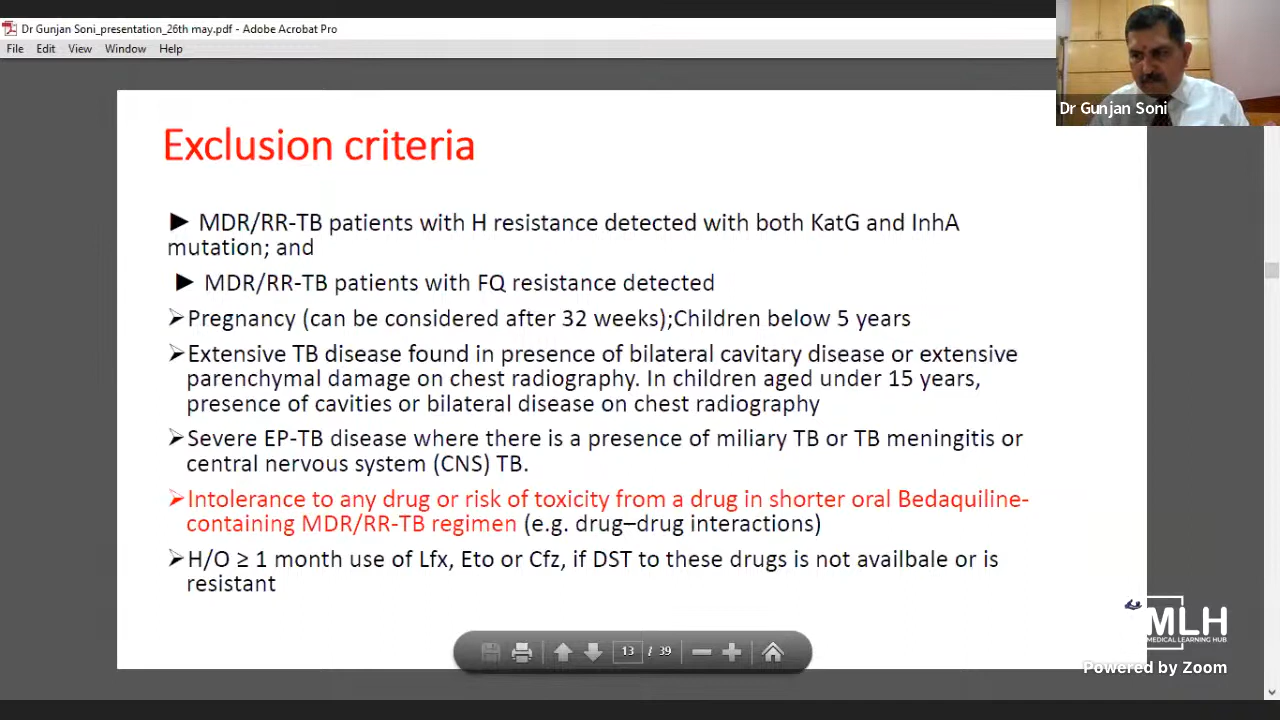 Dr Gunjan Soni_presentation_26th may.pdf - Adobe Acrobat Pro
File Edit View Window Help
Dr Gunjan Soni
Exclusion criteria
► MDR/RR-TB patients with H resistance detected with both KatG and InhA
mutation; and
► MDR/RR-TB patients with FQ resistance detected
➢Pregnancy (can be considered after 32 weeks);Children below 5 years
➢Extensive TB disease found in presence of bilateral cavitary disease or extensive
parenchymal damage on chest radiography. In children aged under 15 years,
presence of cavities or bilateral disease on chest radiography
➢Severe EP-TB disease where there is a presence of miliary TB or TB meningitis or
central nervous system (CNS) TB.
➢Intolerance to any drug or risk of toxicity from a drug in shorter oral Bedaquiline-
containing MDR/RR-TB regimen (e.g. drug–drug interactions)
➢H/O ≥ 1 month use of Lfx, Eto or Cfz, if DST to these drugs is not availbale or is
resistant
13 / 39
MLH
MEDICAL LEARNING HUB
Powered by Zoom